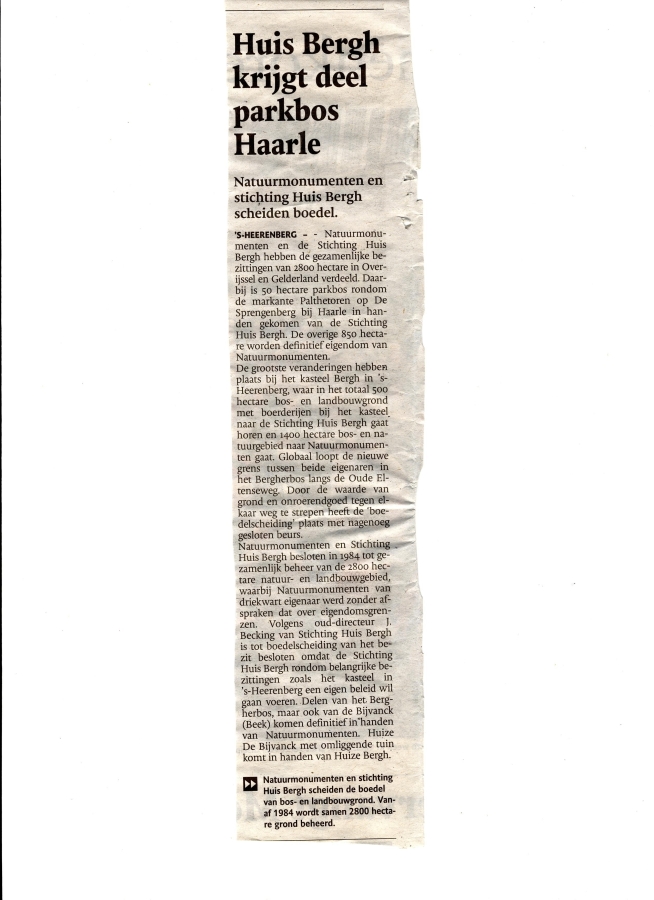 Huis Bergh
krijgt deel
parkbos
Haarle
Natuurmonumenten en
stichting Huis Bergh
scheiden boedel.
'S-HEERENBERG – - Natuurmonu-
menten en de Stichting Huis
Bergh hebben de gezamenlijke be-
zittingen van 2800 hectare in Over-
ijssel en Gelderland verdeeld. Daar-
bij is 50 hectare parkbos rondom
de markante Palthetoren op De
Sprengenberg bij Haarle in han-
den gekomen van de Stichting
Huis Bergh. De overige 850 hecta-
re worden definitief eigendom van
Natuurmonumenten.
De grootste veranderingen hebben
plaats bij het kasteel Bergh in 's-
Heerenberg, waar in het totaal 500
hectare bos- en landbouwgrond
met boerderijen bij het kasteel
naar de Stichting Huis Bergh gaat
horen en 1400 hectare bos- en na-
tuurgebied naar Natuurmonumen-
ten gaat. Globaal loopt de nieuwe
grens tussen beide eigenaren in
het Bergherbos langs de Oude El-
tenseweg. Door de waarde van
grond en onroerendgoed tegen el-
kaar weg te strepen heeft de 'boe-
delscheiding' plaats met nagenoeg
gesloten beurs.
Natuurmonumenten en Stichting
Huis Bergh besloten in 1984 tot ge-
zamenlijk beheer van de 2800 hec-
tare natuur- en landbouwgebied,
waarbij Natuurmonumenten van
driekwart eigenaar werd zonder af-
spraken dat over eigendomsgren-
zen. Volgens oud-directeur J.
Becking van Stichting Huis Bergh
is tot boedelscheiding van het be-
zit besloten omdat de Stichting
Huis Bergh rondom belangrijke be-
zittingen zoals het kasteel in
's-Heerenberg een eigen beleid wil
gaan voeren. Delen van het Berg-
herbos, maar ook van de Bijvanck
(Beek) komen definitief in handen
van Natuurmonumenten. Huize
De Bijvanck met omliggende tuin
komt in handen van Huize Bergh.
Natuurmonumenten en stichting
Huis Bergh scheiden de boedel
van bos- en landbouwgrond. Van-
af 1984 wordt samen 2800 hecta-
re grond beheerd.